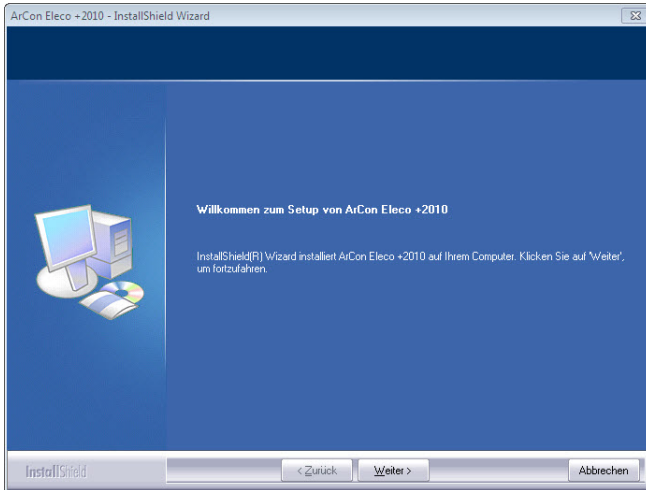 ArCon Eleco +2010 - InstallShield Wizard
Willkommen zum Setup von ArCon Eleco +2010
InstallShield(R) Wizard installiert ArCon Eleco +2010 auf Ihrem Computer. Klicken Sie auf 'Weiter',
um fortzufahren.
InstallShield
< Zurück
Weiter >
Abbrechen